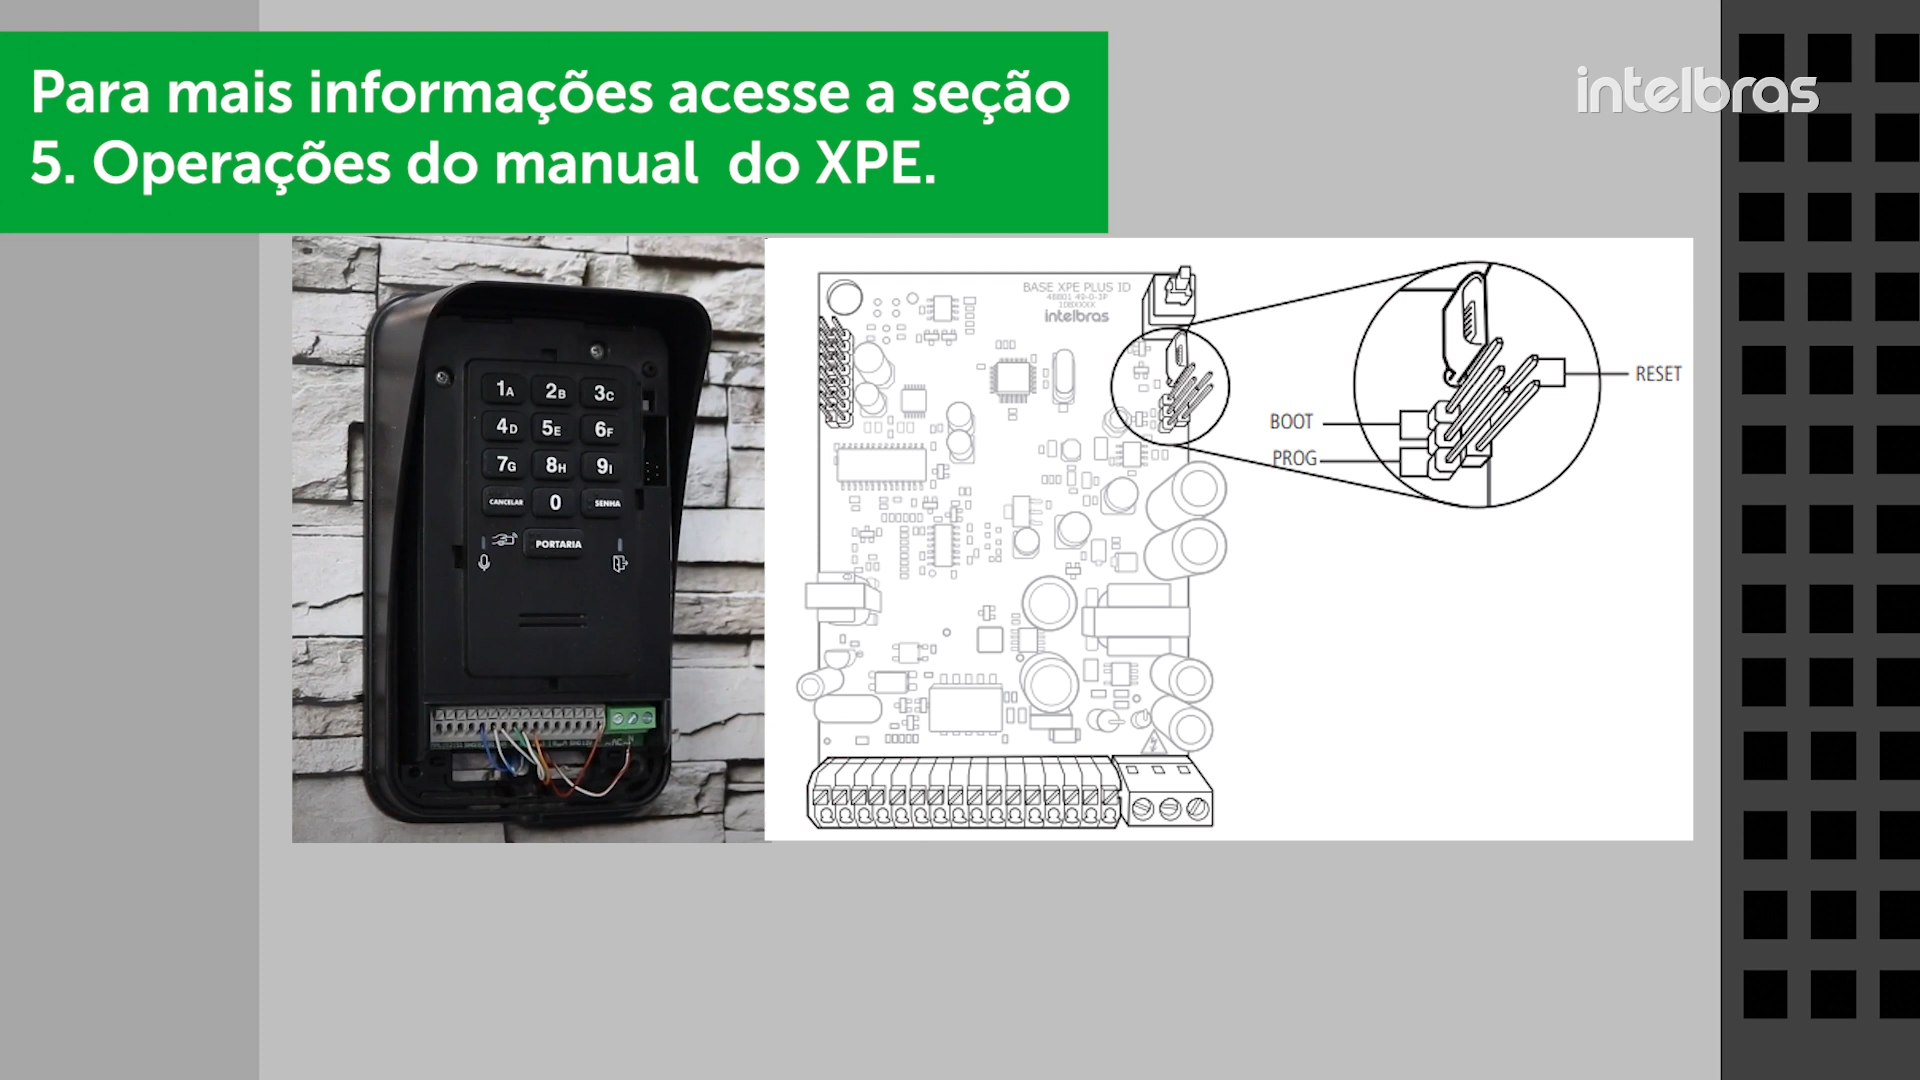 Para mais informações acesse a seção
5. Operações do manual do XPE.
intelbras
1A 2B 3C
4D 5E 6F
7G 8H 9I
CANCELAR 0 SENHA
PORTARIA
BASE XPE PLUS ID
intelbras
RESET
BOOT
PROG